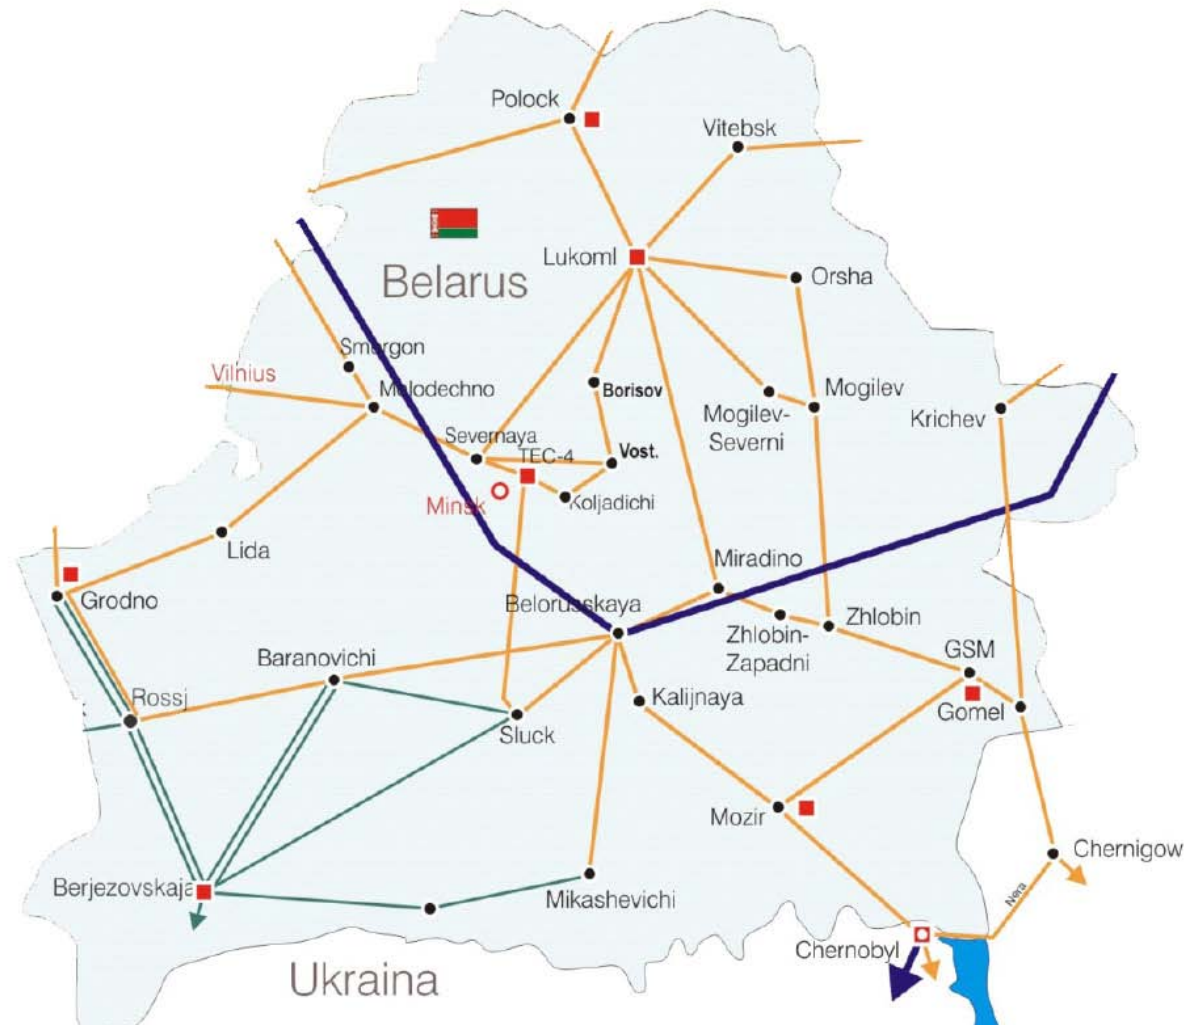 Polock
Vitebsk
Lukoml
Orsha
Belarus
Smorgon
Vilnius
Molodechno
Borisov
Mogilev
Mogilev-
Severni
Krichev
Severnaya
TEC-4
Vost.
Minsk
Koljadichi
Lida
Miradino
Grodno
Belorusskaya
Zhlobin
Zhlobin-
Zapadni
Baranovichi
GSM
Rossj
Kalijnaya
Gomel
Sluck
Mozir
Chernigow
Berjezovskaja
Mikashevichi
Nera
Chernobyl
Ukraina